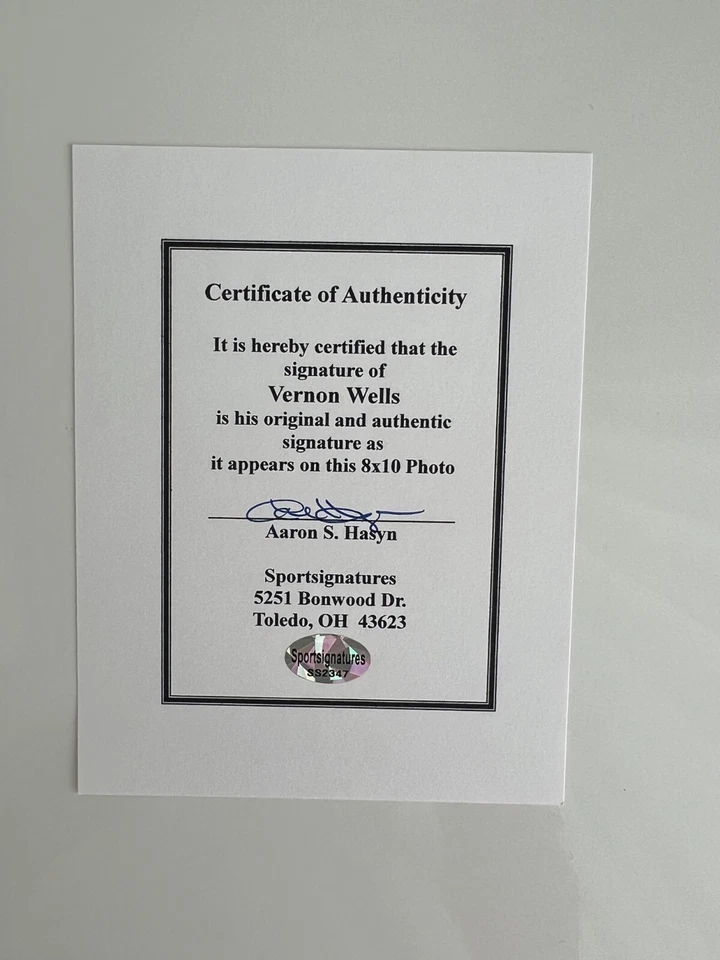 Certificate of Authenticity
It is hereby certified that the
signature of
Vernon Wells
is his original and authentic
signature as
it appears on this 8x10 Photo
Aaron S. Hasyn
Sportsignatures
5251 Bonwood Dr.
Toledo, OH 43623
Sportsignatures
SS2347